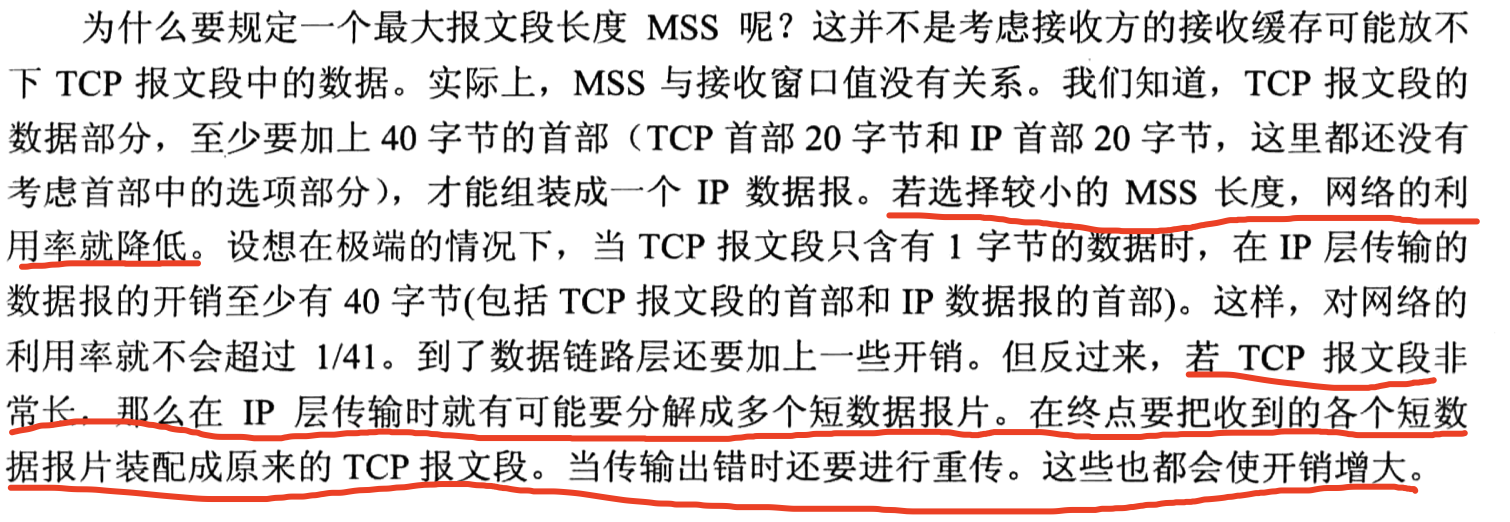 为什么要规定一个最大报文段长度 MSS 呢？这并不是考虑接收方的接收缓存可能放不
下 TCP 报文段中的数据。实际上，MSS 与接收窗口值没有关系。我们知道，TCP 报文段的
数据部分，至少要加上 40 字节的首部（TCP 首部 20 字节和 IP 首部 20 字节，这里都还没有
考虑首部中的选项部分），才能组装成一个 IP 数据报。若选择较小的 MSS 长度，网络的利
用率就降低。设想在极端的情况下，当 TCP 报文段只含有 1 字节的数据时，在 IP 层传输的
数据报的开销至少有 40 字节(包括 TCP 报文段的首部和 IP 数据报的首部)。这样，对网络的
利用率就不会超过 1/41。到了数据链路层还要加上一些开销。但反过来，若 TCP 报文段非
常长，那么在 IP 层传输时就有可能要分解成多个短数据报片。在终点要把收到的各个短数
据报片装配成原来的 TCP 报文段。当传输出错时还要进行重传。这些也都会使开销增大。